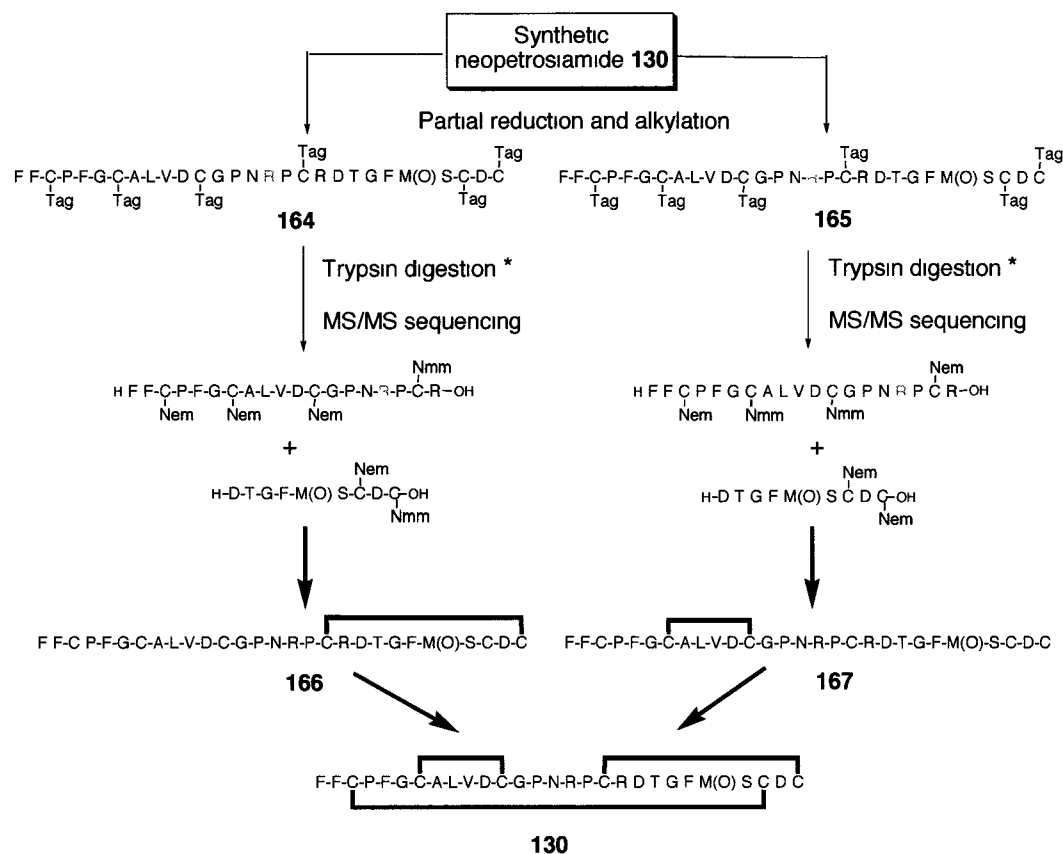 Synthetic
neopetrosiamide 130
Partial reduction and alkylation
Tag Tag
F F-C-P-F-G-C-A-L-V-D-C-G P N R P C R D T G F M(O) S-C-D-C
Tag Tag Tag Tag
164
Tag Tag
F-F-C-P-F-G-C-A-L-V D C-G-P-N-R-P-C-R-D-T-G F M(O) S C D C
Tag Tag Tag Tag
165
Trypsin digestion *
MS/MS sequencing
Trypsin digestion *
MS/MS sequencing
Nmm
H F F-C-P-F-G-C-A-L-V-D-C-G-P-N-R-P-C-R-OH
Nem Nem Nem
+
Nem
H-D-T-G-F-M(O) S-C-D-C-OH
Nmm
Nem
H F F C P F G C A L V D C G P N R P C R-OH
Nem Nmm Nmm
+
Nem
H-D T G F M(O) S C D C-OH
Nem
F F-C P-F-G-C-A-L-V-D-C-G-P-N-R-P-C-R-D-T-G-F-M(O)-S-C-D-C
166
F-F-C-P-F-G-C-A-L-V-D-C-G-P-N-R-P-C-R-D-T-G-F-M(O)-S-C-D-C
167
F-F-C-P-F-G-C-A-L-V-D-C-G-P-N-R-P-C-R D T G F M(O) S C D C
130